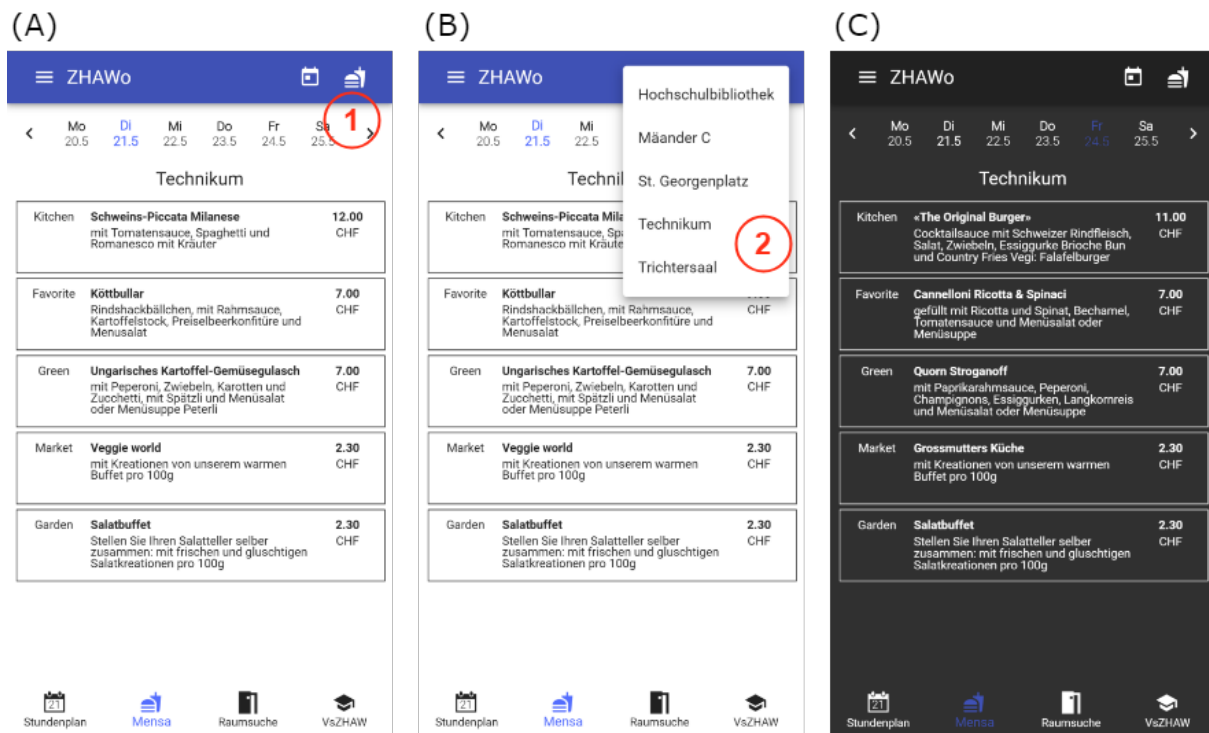 (A)
ZHAWo
1
Mo Di Mi Do Fr Sa
20.5 21.5 22.5 23.5 24.5 25.5
Technikum
Kitchen Schweins-Piccata Milanese 12.00
mit Tomatensauce, Spaghetti und CHF
Romanesco mit Kräuter
Favorite Köttbullar 7.00
Rindshackbällchen, mit Rahmsauce, CHF
Kartoffelstock, Preiselbeerkonfitüre und
Menusalat
Green Ungarisches Kartoffel-Gemüsegulasch 7.00
mit Peperoni, Zwiebeln, Karotten und CHF
Zucchetti, mit Spätzli und Menüsalat
oder Menüsuppe Peterli
Market Veggie world 2.30
mit Kreationen von unserem warmen CHF
Buffet pro 100g
Garden Salatbuffet 2.30
Stellen Sie Ihren Salatteller selber CHF
zusammen: mit frischen und gluschtigen
Salatkreationen pro 100g
21
Stundenplan Mensa Raumsuche VsZHAW
(B)
ZHAWo
Hochschulbibliothek
Mäander C
St. Georgenplatz
Technikum
Trichtersaal
2
Mo Di Mi
20.5 21.5 22.5
Techni
Kitchen Schweins-Piccata Mila
mit Tomatensauce, Sp
Romanesco mit Kräute
Favorite Köttbullar
Rindshackbällchen, mit Rahmsauce, CHF
Kartoffelstock, Preiselbeerkonfitüre und
Menusalat
Green Ungarisches Kartoffel-Gemüsegulasch 7.00
mit Peperoni, Zwiebeln, Karotten und CHF
Zucchetti, mit Spätzli und Menüsalat
oder Menüsuppe Peterli
Market Veggie world 2.30
mit Kreationen von unserem warmen CHF
Buffet pro 100g
Garden Salatbuffet 2.30
Stellen Sie Ihren Salatteller selber CHF
zusammen: mit frischen und gluschtigen
Salatkreationen pro 100g
21
Stundenplan Mensa Raumsuche VsZHAW
(C)
ZHAWo
Mo Di Mi Do Fr Sa
20.5 21.5 22.5 23.5 24.5 25.5
Technikum
Kitchen «The Original Burger» 11.00
Cocktailsauce mit Schweizer Rindfleisch, CHF
Salat, Zwiebeln, Essiggurke Brioche Bun
und Country Fries Vegi: Falafelburger
Favorite Cannelloni Ricotta & Spinaci 7.00
gefüllt mit Ricotta und Spinat, Bechamel, CHF
Tomatensauce und Menüsalat oder
Menüsuppe
Green Quorn Stroganoff 7.00
mit Paprikarahmsauce, Peperoni, CHF
Champignons, Essiggurken, Langkornreis
und Menüsalat oder Menüsuppe
Market Grossmutters Küche 2.30
mit Kreationen von unserem warmen CHF
Buffet pro 100g
Garden Salatbuffet 2.30
Stellen Sie Ihren Salatteller selber CHF
zusammen: mit frischen und gluschtigen
Salatkreationen pro 100g
21
Stundenplan Mensa Raumsuche VsZHAW